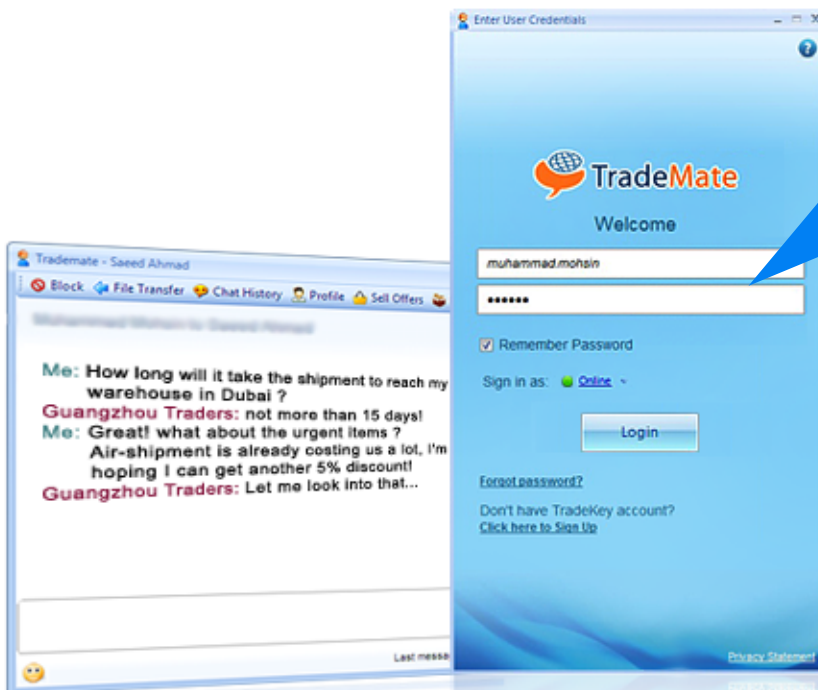 Trademate - Saeed Ahmad
Block File Transfer Chat History Profile Sell Offers
Me: How long will it take the shipment to reach my
warehouse in Dubai ?
Guangzhou Traders: not more than 15 days!
Me: Great! what about the urgent items ?
Air-shipment is already costing us a lot, I'm
hoping I can get another 5% discount!
Guangzhou Traders: Let me look into that...
Last messa
Enter User Credentials
?
TradeMate
Welcome
muhammad.mohsin
••••••
Remember Password
Sign in as: Online
Login
Forgot password?
Don't have TradeKey account?
Click here to Sign Up
Privacy Statement